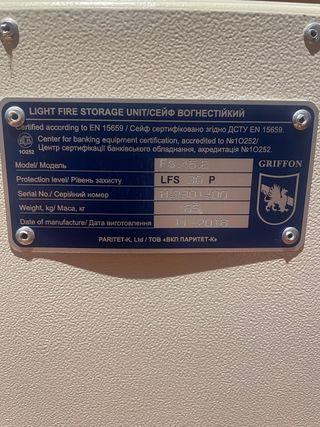 LIGHT FIRE STORAGE UNIT/СЕЙФ ВОГНЕСТІЙКИЙ
Certified according to EN 15659 / Сейф сертифіковано згідно ДСТУ EN 15659.
Center for banking equipment certification, accredited to №1O252/
Центр сертифікації банківського обладнання, акредитація №1O252.
1O252
Model/ Модель
GRIFFON
Protection level/ Рівень захисту LFS 30 P
Serial No./ Серійний номер
Weight, kg/ Маса, кг
Date of manufacture/ Дата виготовлення 11.2018
PARITET-K, Ltd / ТОВ «ВКП ПАРИТЕТ-К»